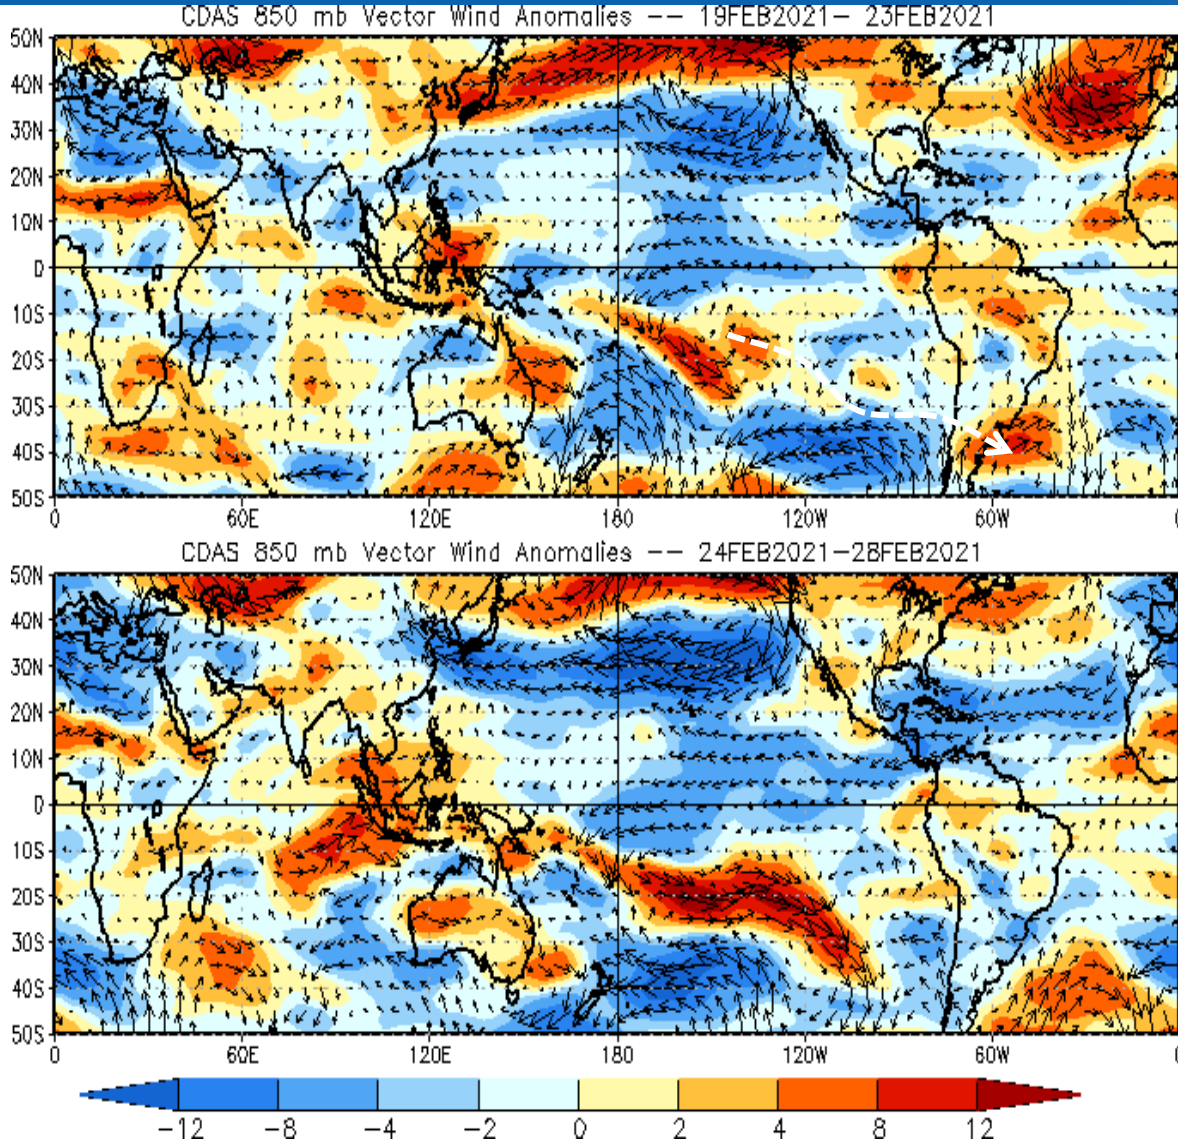 CDAS 850 mb Vector Wind Anomalies -- 19FEB2021- 23FEB2021
50N
40N
30N
20N
10N
0
10S
20S
30S
40S
50S
0 60E 120E 180 120W 60W 0
CDAS 850 mb Vector Wind Anomalies -- 24FEB2021-28FEB2021
50N
40N
30N
20N
10N
0
10S
20S
30S
40S
50S
0 60E 120E 180 120W 60W 0
-12 -8 -4 -2 0 2 4 8 12